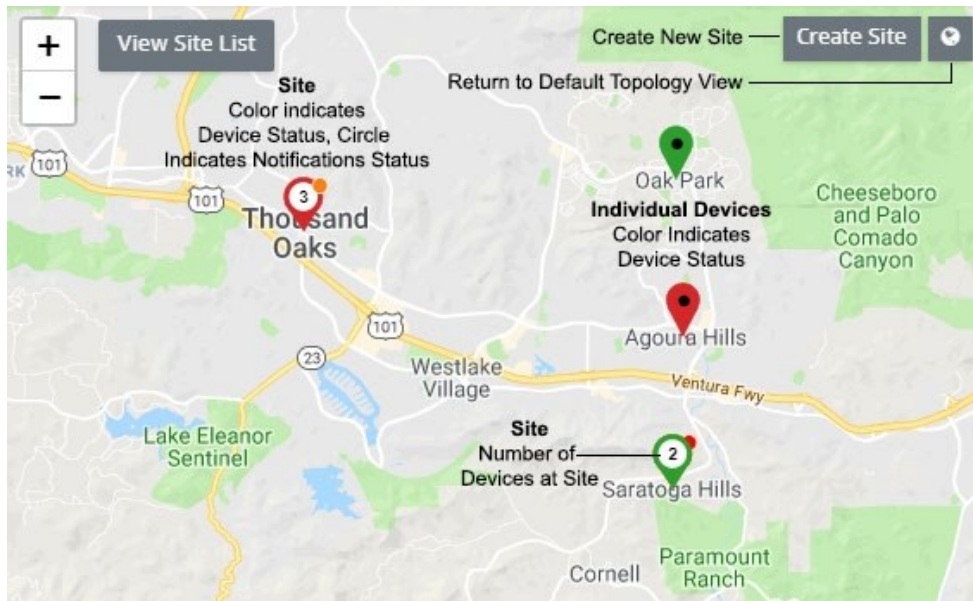 +
View Site List
Create New Site
Create Site
−
Return to Default Topology View
Site
Color indicates
Device Status, Circle
Indicates Notifications Status
101
RK
101
101
3
Thousand
Oaks
Oak Park
Individual Devices
Color Indicates
Device Status
Cheeseboro
and Palo
Comado
Canyon
Agoura Hills
101
23
Westlake
Village
Ventura Fwy
Lake Eleanor
Sentinel
Site
Number of
Devices at Site
2
Saratoga Hills
Paramount
Ranch
Cornell